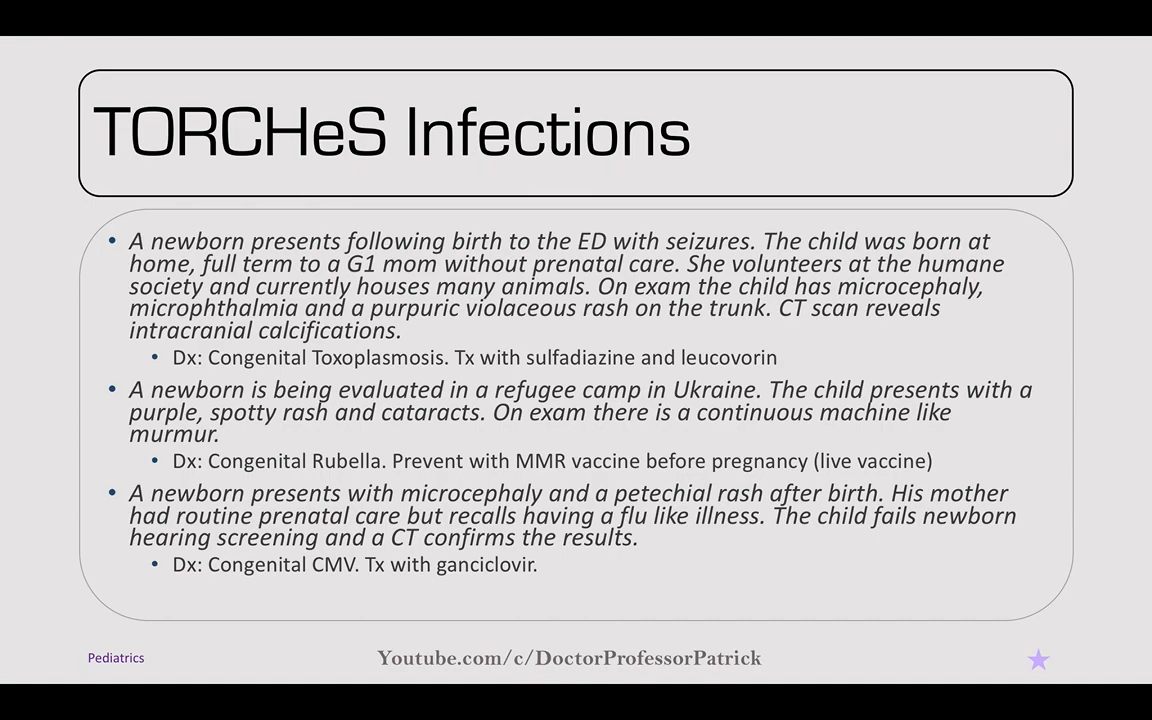 TORCHeS Infections
• A newborn presents following birth to the ED with seizures. The child was born at
home, full term to a G1 mom without prenatal care. She volunteers at the humane
society and currently houses many animals. On exam the child has microcephaly,
microphthalmia and a purpuric violaceous rash on the trunk. CT scan reveals
intracranial calcifications.
• Dx: Congenital Toxoplasmosis. Tx with sulfadiazine and leucovorin
• A newborn is being evaluated in a refugee camp in Ukraine. The child presents with a
purple, spotty rash and cataracts. On exam there is a continuous machine like
murmur.
• Dx: Congenital Rubella. Prevent with MMR vaccine before pregnancy (live vaccine)
• A newborn presents with microcephaly and a petechial rash after birth. His mother
had routine prenatal care but recalls having a flu like illness. The child fails newborn
hearing screening and a CT confirms the results.
• Dx: Congenital CMV. Tx with ganciclovir.
Pediatrics
Youtube.com/c/DoctorProfessorPatrick